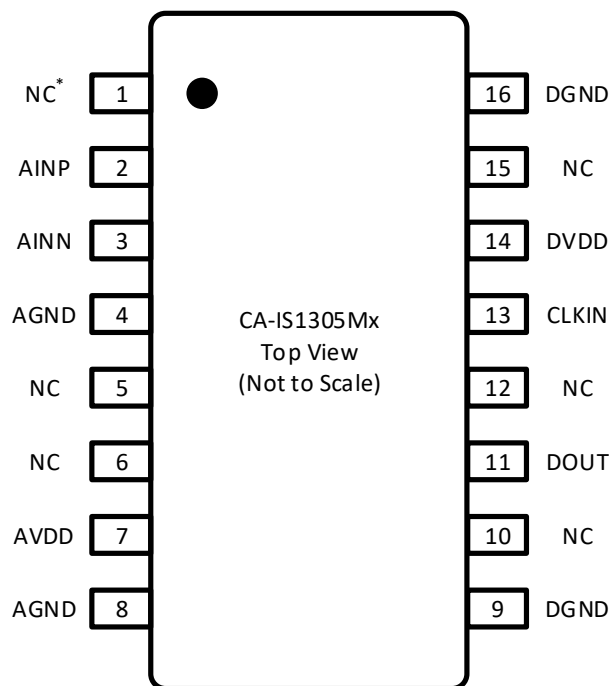 NC* 1 16 DGND
AINP 2 15 NC
AINN 3 14 DVDD
AGND 4 13 CLKIN
CA-IS1305Mx
Top View
(Not to Scale)
NC 5 12 NC
NC 6 11 DOUT
AVDD 7 10 NC
AGND 8 9 DGND